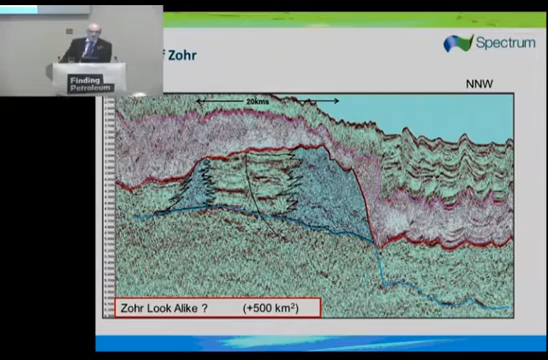 f Zohr
Spectrum
Finding
Petroleum
NNW
20kms
Zohr Look Alike ? (+500 km²)